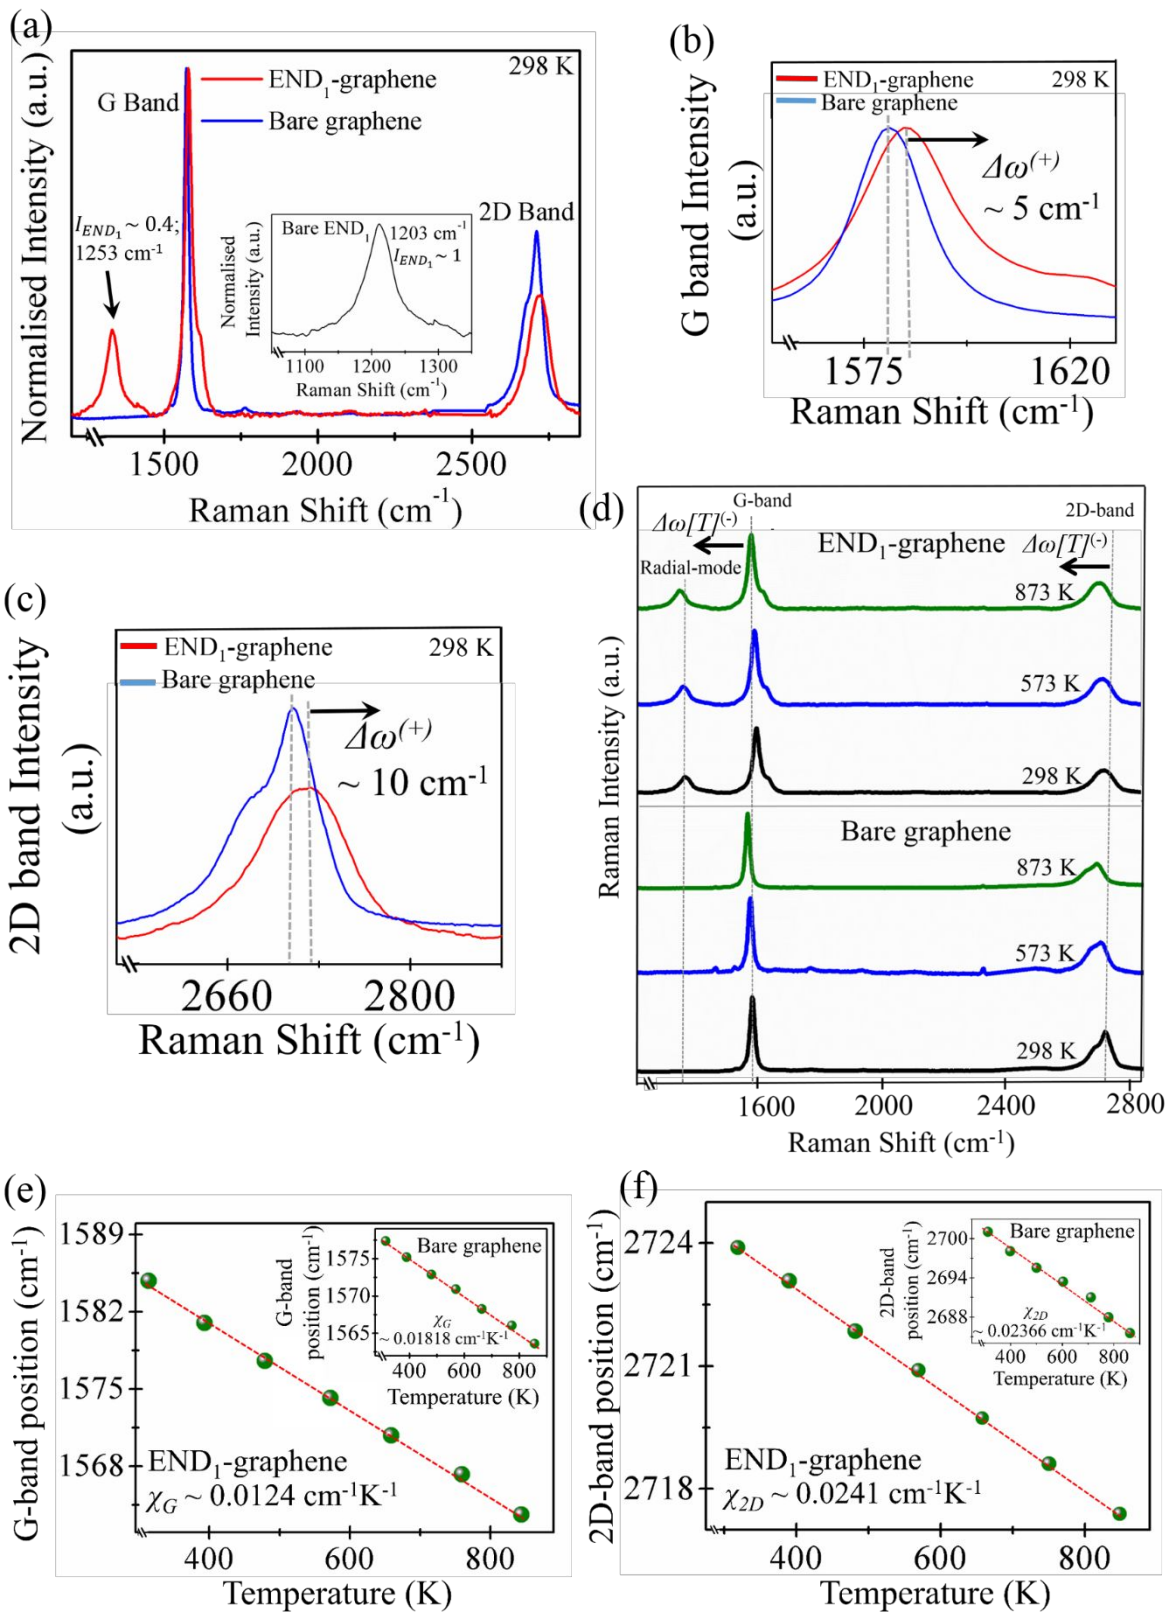 (a)
Normalised Intensity (a.u.)
G Band
END₁-graphene
Bare graphene
298 K
2D Band
I_END₁ ~ 0.4;
1253 cm⁻¹
Normalised
Intensity (a.u.)
Bare END₁
1203 cm⁻¹
I_END₁ ~ 1
1100 1200 1300
Raman Shift (cm⁻¹)
1500 2000 2500
Raman Shift (cm⁻¹)
(b)
G band Intensity
(a.u.)
END₁-graphene
Bare graphene
298 K
Δω⁽⁺⁾
~ 5 cm⁻¹
1575 1620
Raman Shift (cm⁻¹)
(c)
2D band Intensity
(a.u.)
END₁-graphene
Bare graphene
298 K
Δω⁽⁺⁾
~ 10 cm⁻¹
2660 2800
Raman Shift (cm⁻¹)
(d)
Raman Intensity (a.u.)
G-band
2D-band
Δω[T]⁽⁻⁾
END₁-graphene
Δω[T]⁽⁻⁾
Radial-mode
873 K
573 K
298 K
Bare graphene
873 K
573 K
298 K
1600 2000 2400 2800
Raman Shift (cm⁻¹)
(e)
G-band position (cm⁻¹)
1589
1582
1575
1568
G-band
position (cm⁻¹)
1575
1570
1565
Bare graphene
χ_G
~ 0.01818 cm⁻¹K⁻¹
400 600 800
Temperature (K)
END₁-graphene
χ_G ~ 0.0124 cm⁻¹K⁻¹
400 600 800
Temperature (K)
(f)
2D-band position (cm⁻¹)
2724
2721
2718
2D-band
position (cm⁻¹)
2700
2694
2688
Bare graphene
χ_2D
~ 0.02366 cm⁻¹K⁻¹
400 600 800
Temperature (K)
END₁-graphene
χ_2D ~ 0.0241 cm⁻¹K⁻¹
400 600 800
Temperature (K)